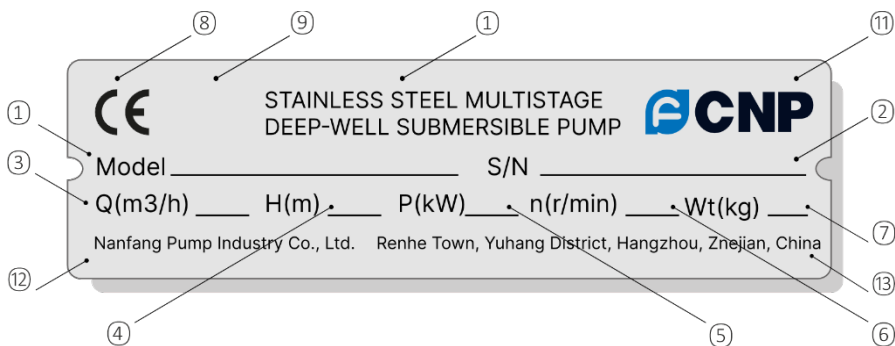 ⑧ ⑨ ① ⑪
CE STAINLESS STEEL MULTISTAGE CNP
DEEP-WELL SUBMERSIBLE PUMP
① ②
Model S/N
③ Q(m3/h) H(m) P(kW) n(r/min) Wt(kg) ⑦
Nanfang Pump Industry Co., Ltd. Renhe Town, Yuhang District, Hangzhou, Znejian, China
⑫ ⑬
④ ⑤ ⑥